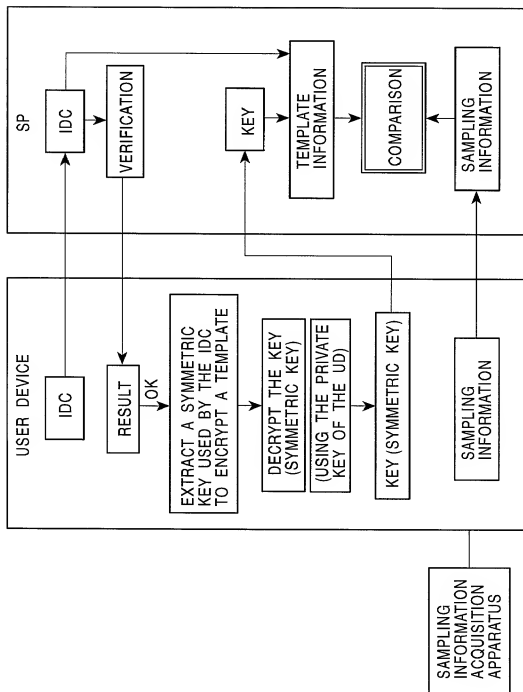 USER DEVICE
SP
IDC
IDC
VERIFICATION
RESULT
OK
EXTRACT A SYMMETRIC
KEY USED BY THE IDC
TO ENCRYPT A TEMPLATE
DECRYPT THE KEY
(SYMMETRIC KEY)
(USING THE PRIVATE
KEY OF THE UD)
KEY (SYMMETRIC KEY)
KEY
TEMPLATE
INFORMATION
COMPARISON
SAMPLING
INFORMATION
SAMPLING
INFORMATION
SAMPLING
INFORMATION
ACQUISITION
APPARATUS